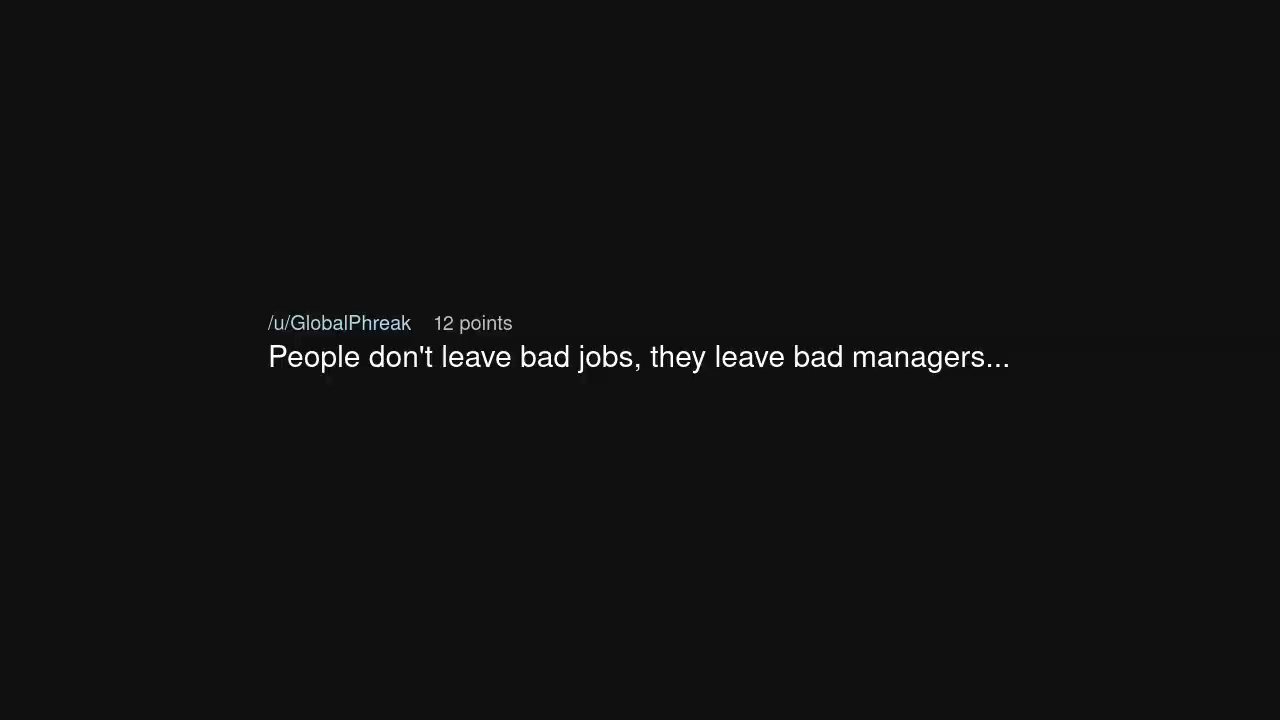 /u/GlobalPhreak 12 points
People don't leave bad jobs, they leave bad managers...